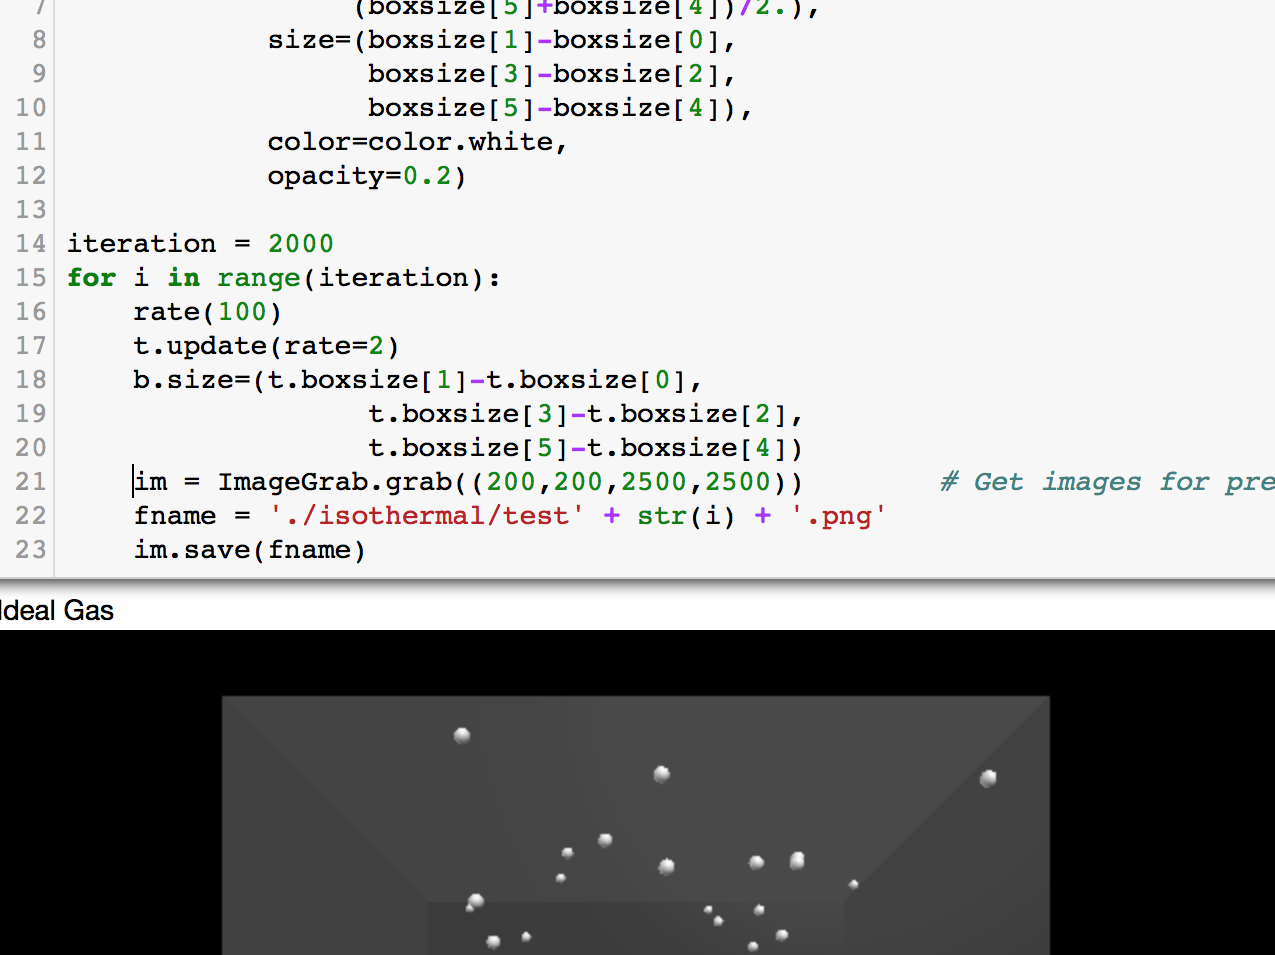 7 (boxsize[5]+boxsize[4])/2.),
8 size=(boxsize[1]-boxsize[0],
9 boxsize[3]-boxsize[2],
10 boxsize[5]-boxsize[4]),
11 color=color.white,
12 opacity=0.2)
13
14 iteration = 2000
15 for i in range(iteration):
16 rate(100)
17 t.update(rate=2)
18 b.size=(t.boxsize[1]-t.boxsize[0],
19 t.boxsize[3]-t.boxsize[2],
20 t.boxsize[5]-t.boxsize[4])
21 im = ImageGrab.grab((200,200,2500,2500)) # Get images for pre
22 fname = './isothermal/test' + str(i) + '.png'
23 im.save(fname)
Ideal Gas